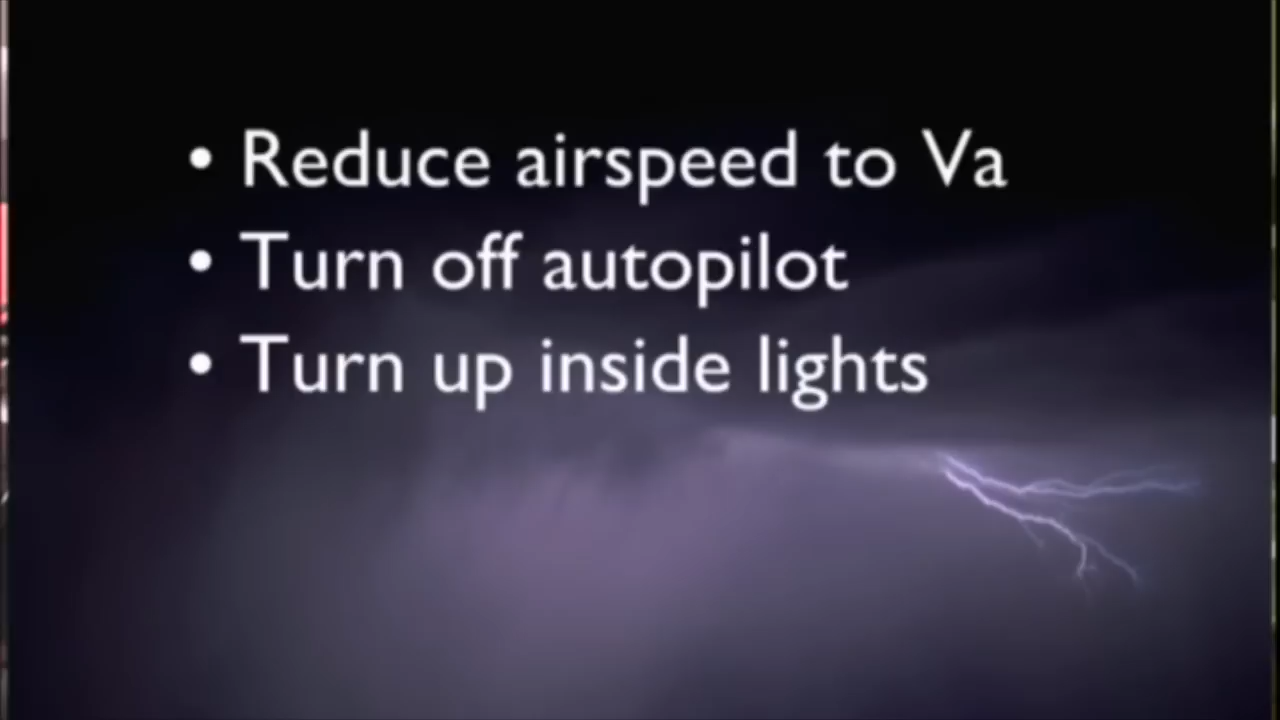 • Reduce airspeed to Va
• Turn off autopilot
• Turn up inside lights